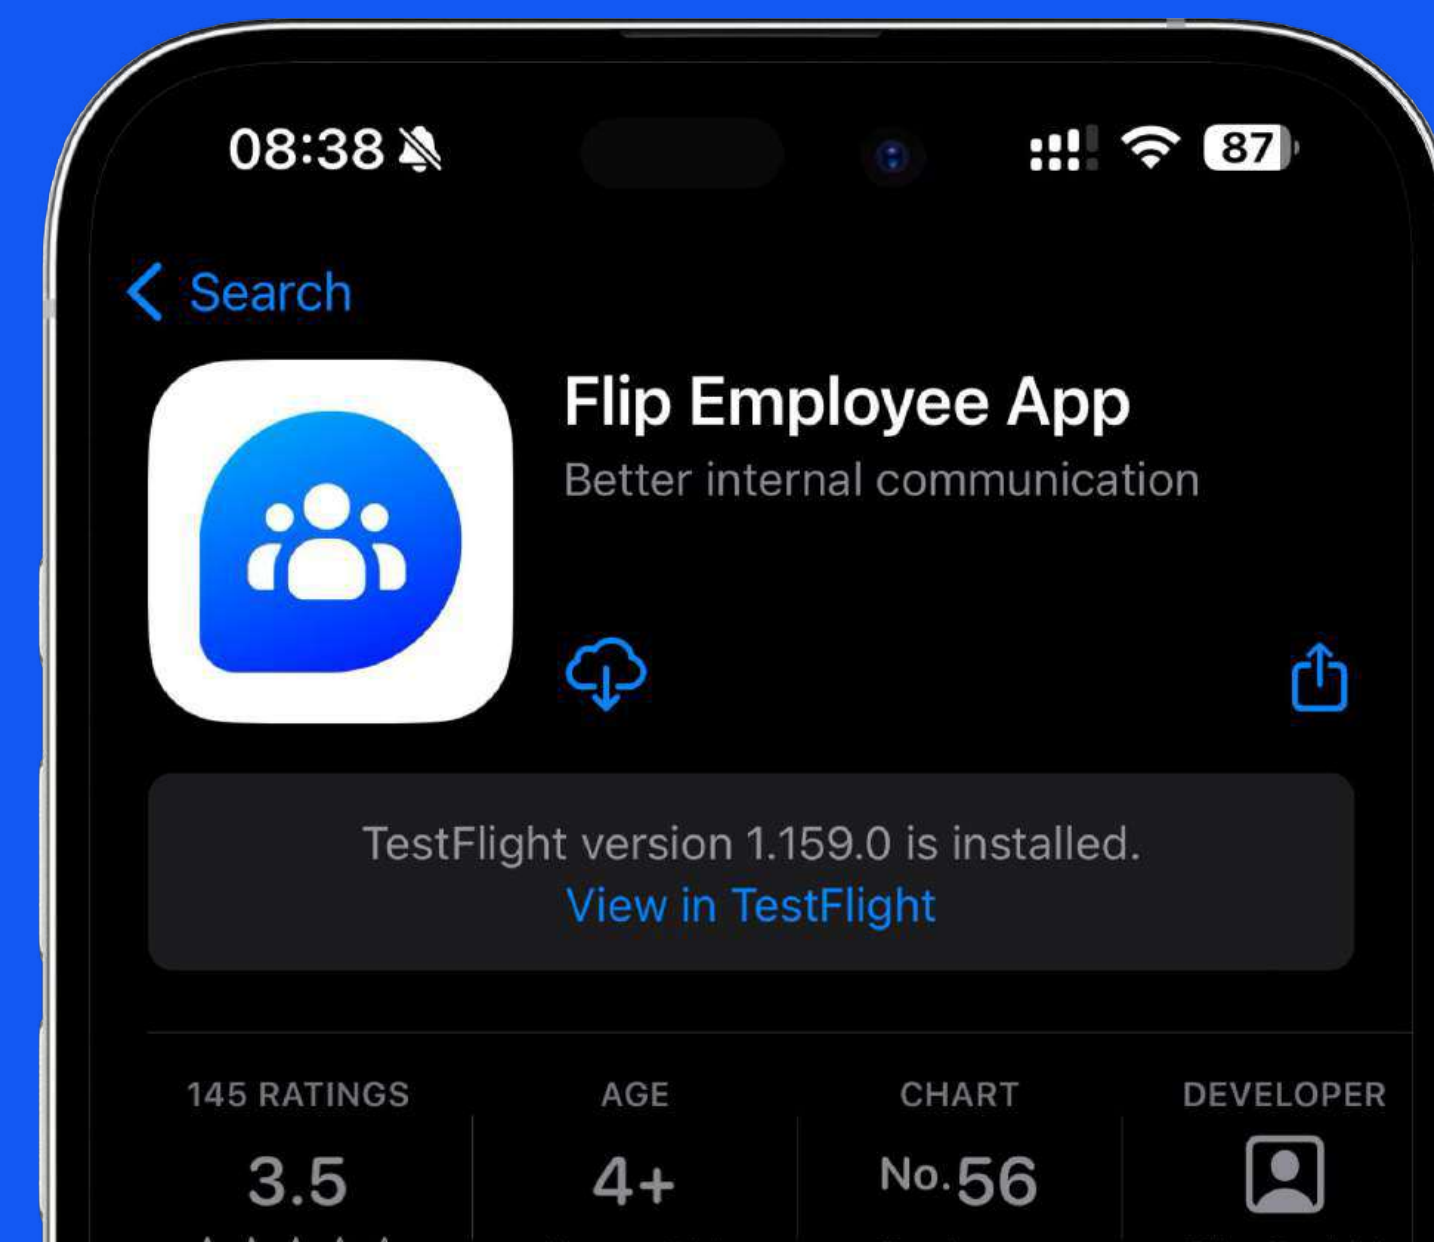 08:38
87
Search
Flip Employee App
Better internal communication
TestFlight version 1.159.0 is installed.
View in TestFlight
145 RATINGS AGE CHART DEVELOPER
3.5 4+ No.56